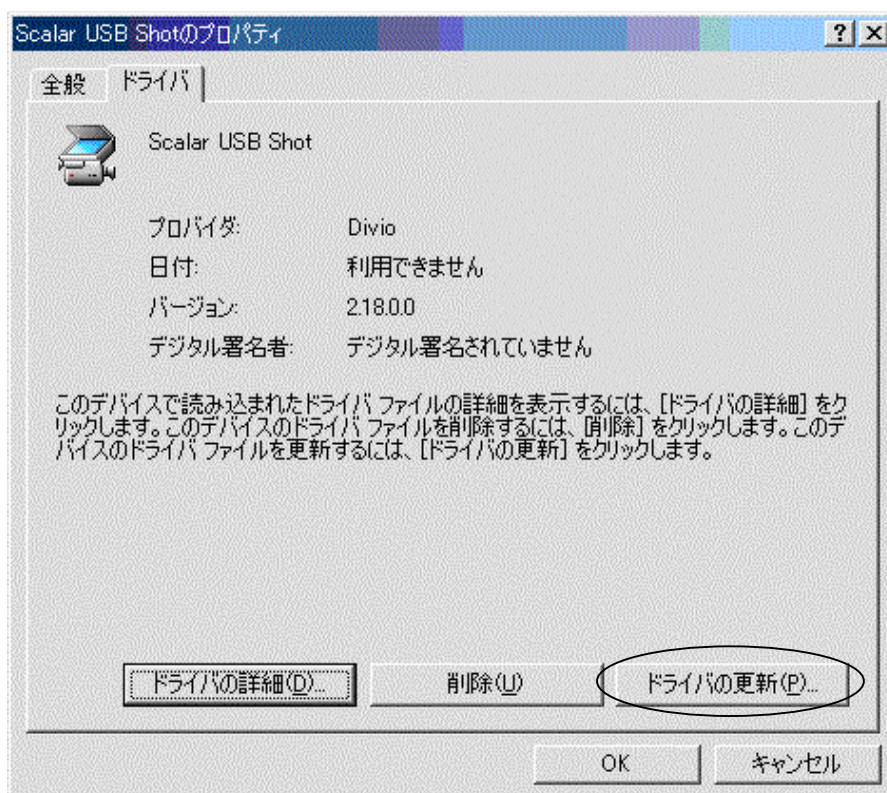 Scalar USB Shotのプロパティ
全般
ドライバ
Scalar USB Shot
プロバイダ: Divio
日付: 利用できません
バージョン: 2.18.0.0
デジタル署名者: デジタル署名されていません
このデバイスで読み込まれたドライバ ファイルの詳細を表示するには、[ドライバの詳細] をク
リックします。このデバイスのドライバ ファイルを削除するには、[削除] をクリックします。このデ
バイスのドライバ ファイルを更新するには、[ドライバの更新] をクリックします。
ドライバの詳細(D)... 削除(U) ドライバの更新(P)...
OK キャンセル